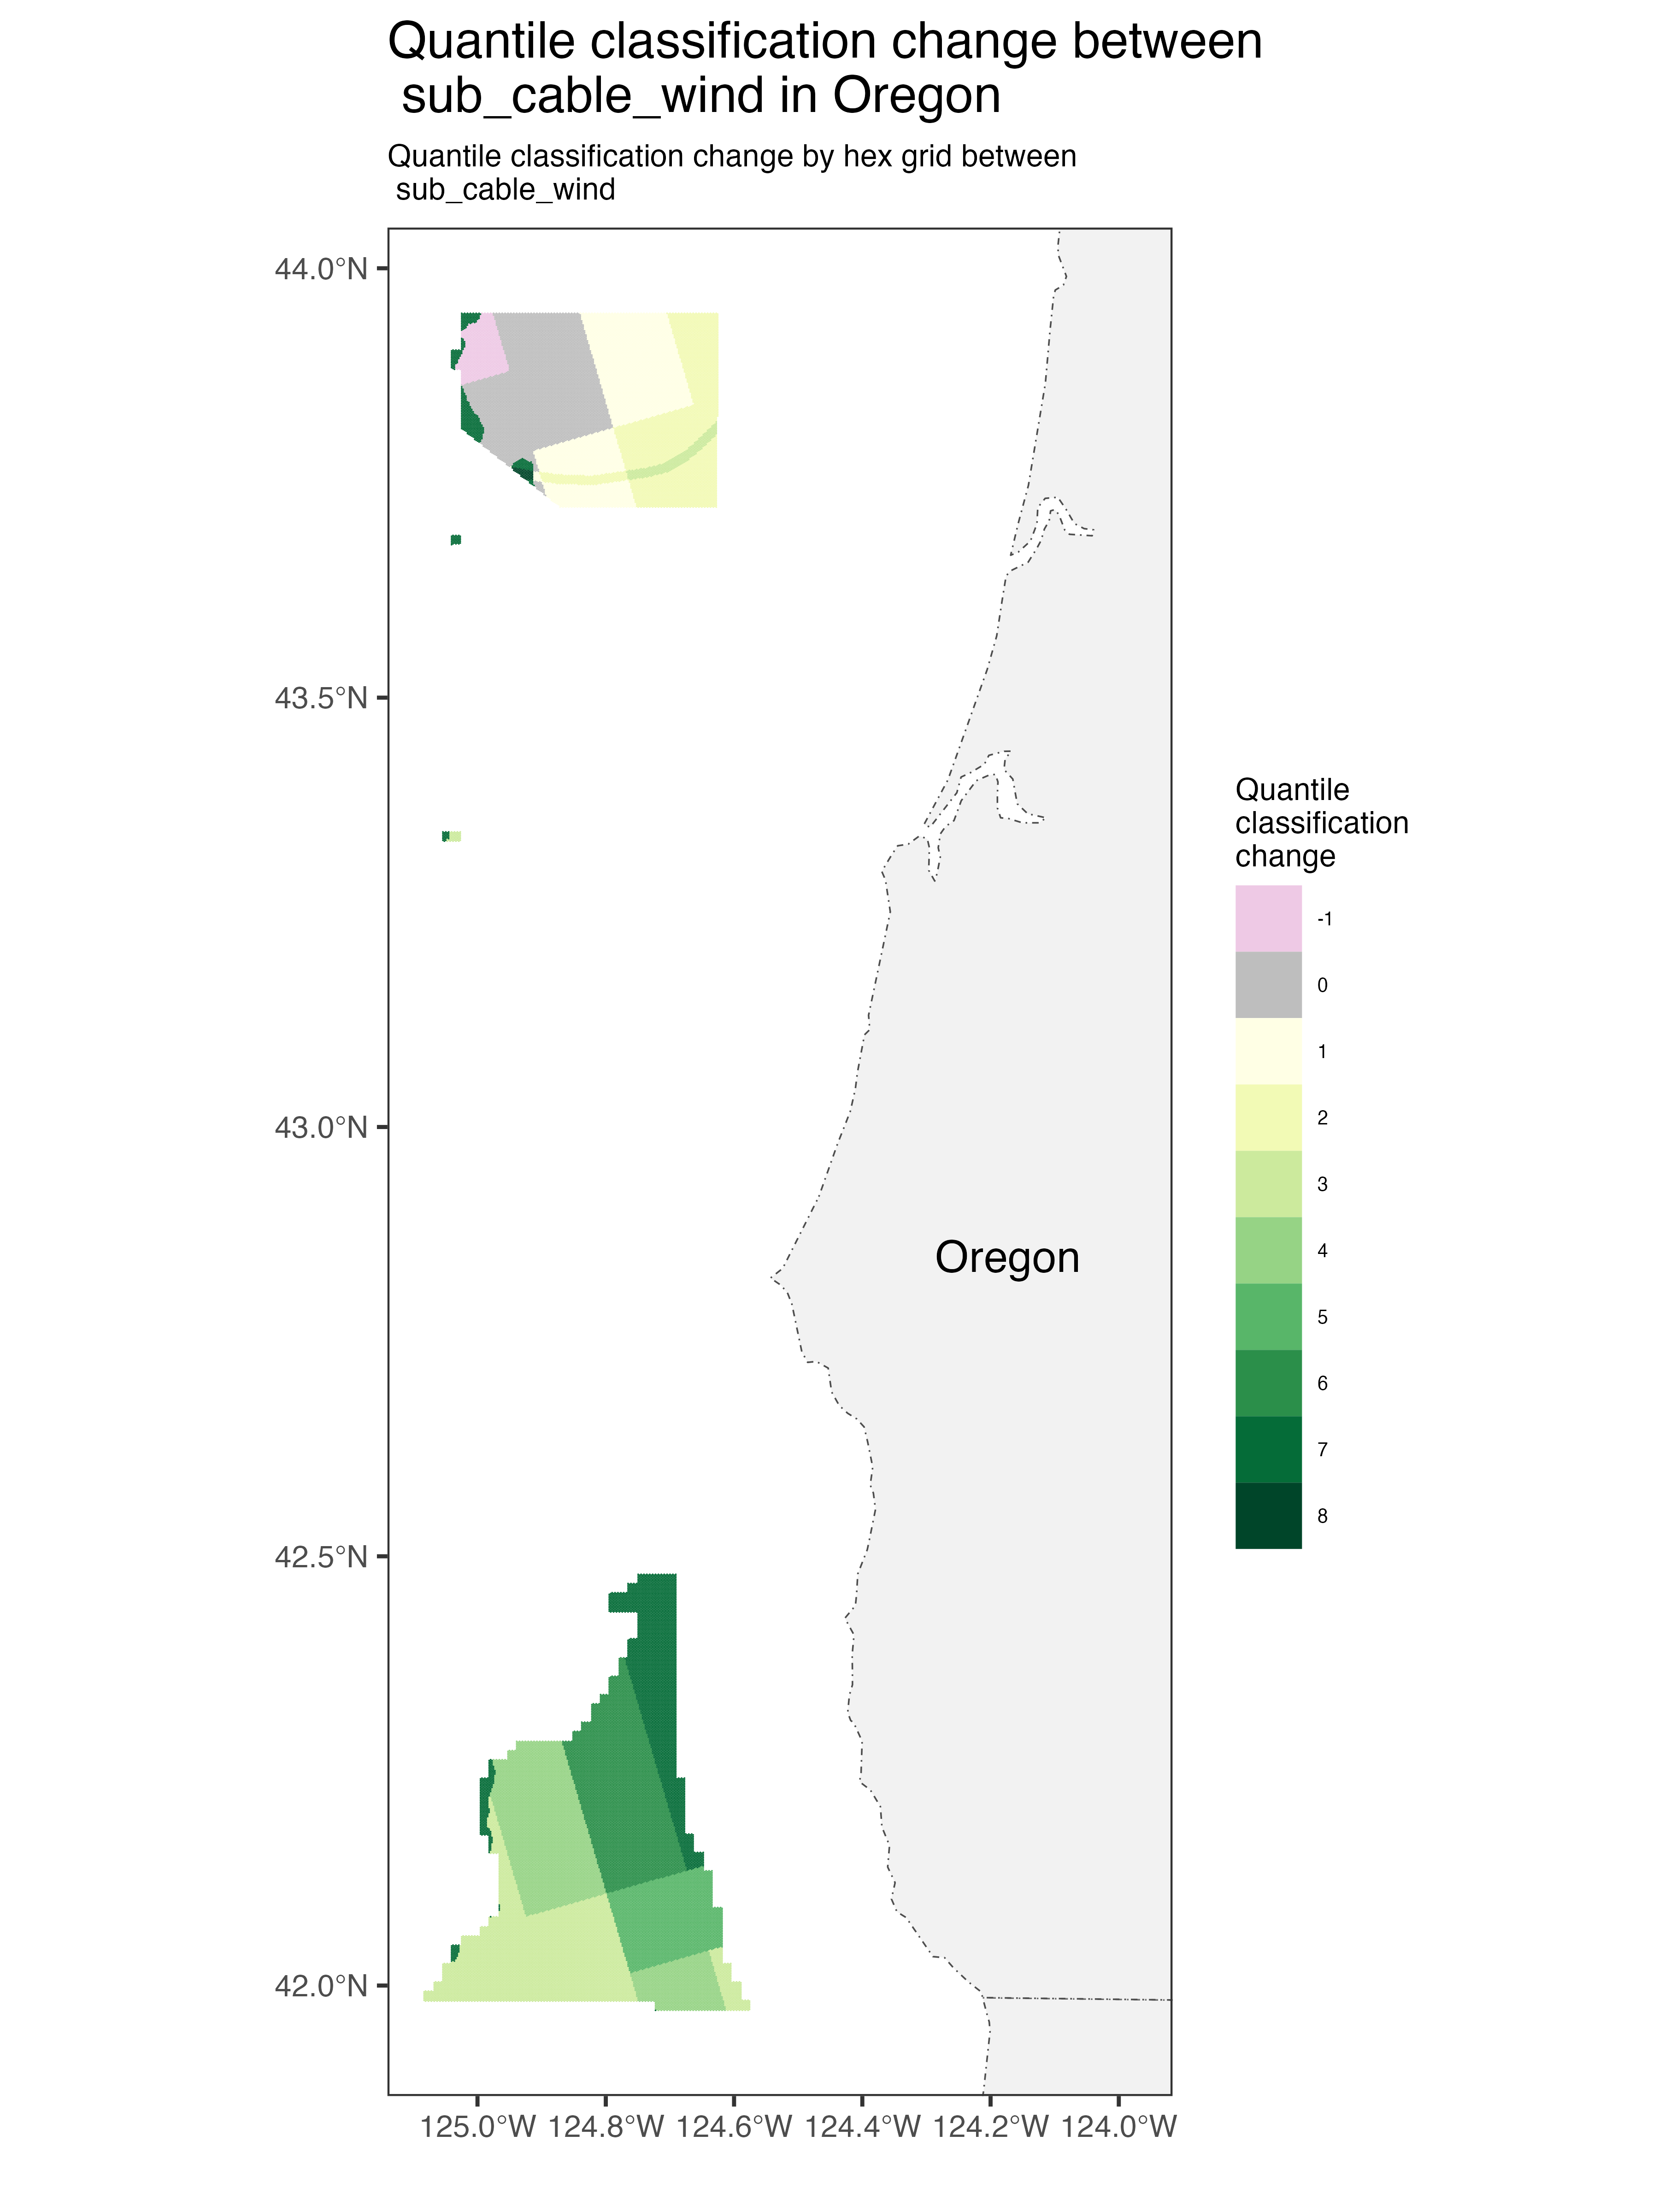 Quantile classification change between
sub_cable_wind in Oregon
Quantile classification change by hex grid between
sub_cable_wind
44.0°N
43.5°N
43.0°N
42.5°N
42.0°N
Oregon
125.0°W 124.8°W 124.6°W 124.4°W 124.2°W 124.0°W
Quantile
classification
change
-1
0
1
2
3
4
5
6
7
8